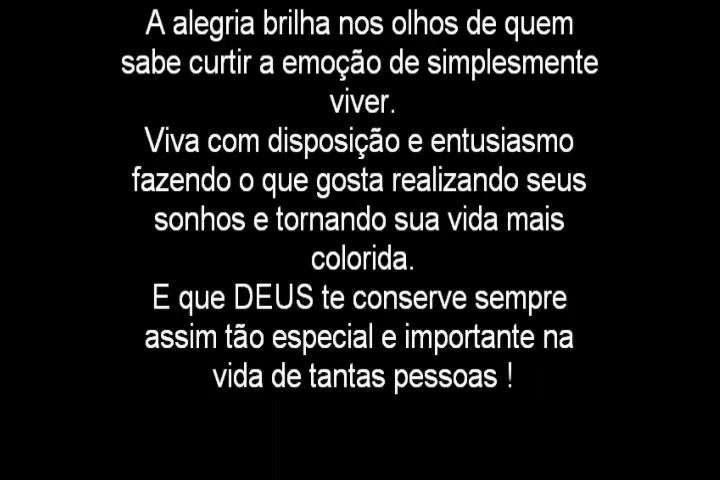 A alegria brilha nos olhos de quem
sabe curtir a emoção de simplesmente
viver.
Viva com disposição e entusiasmo
fazendo o que gosta realizando seus
sonhos e tornando sua vida mais
colorida.
E que DEUS te conserve sempre
assim tão especial e importante na
vida de tantas pessoas !